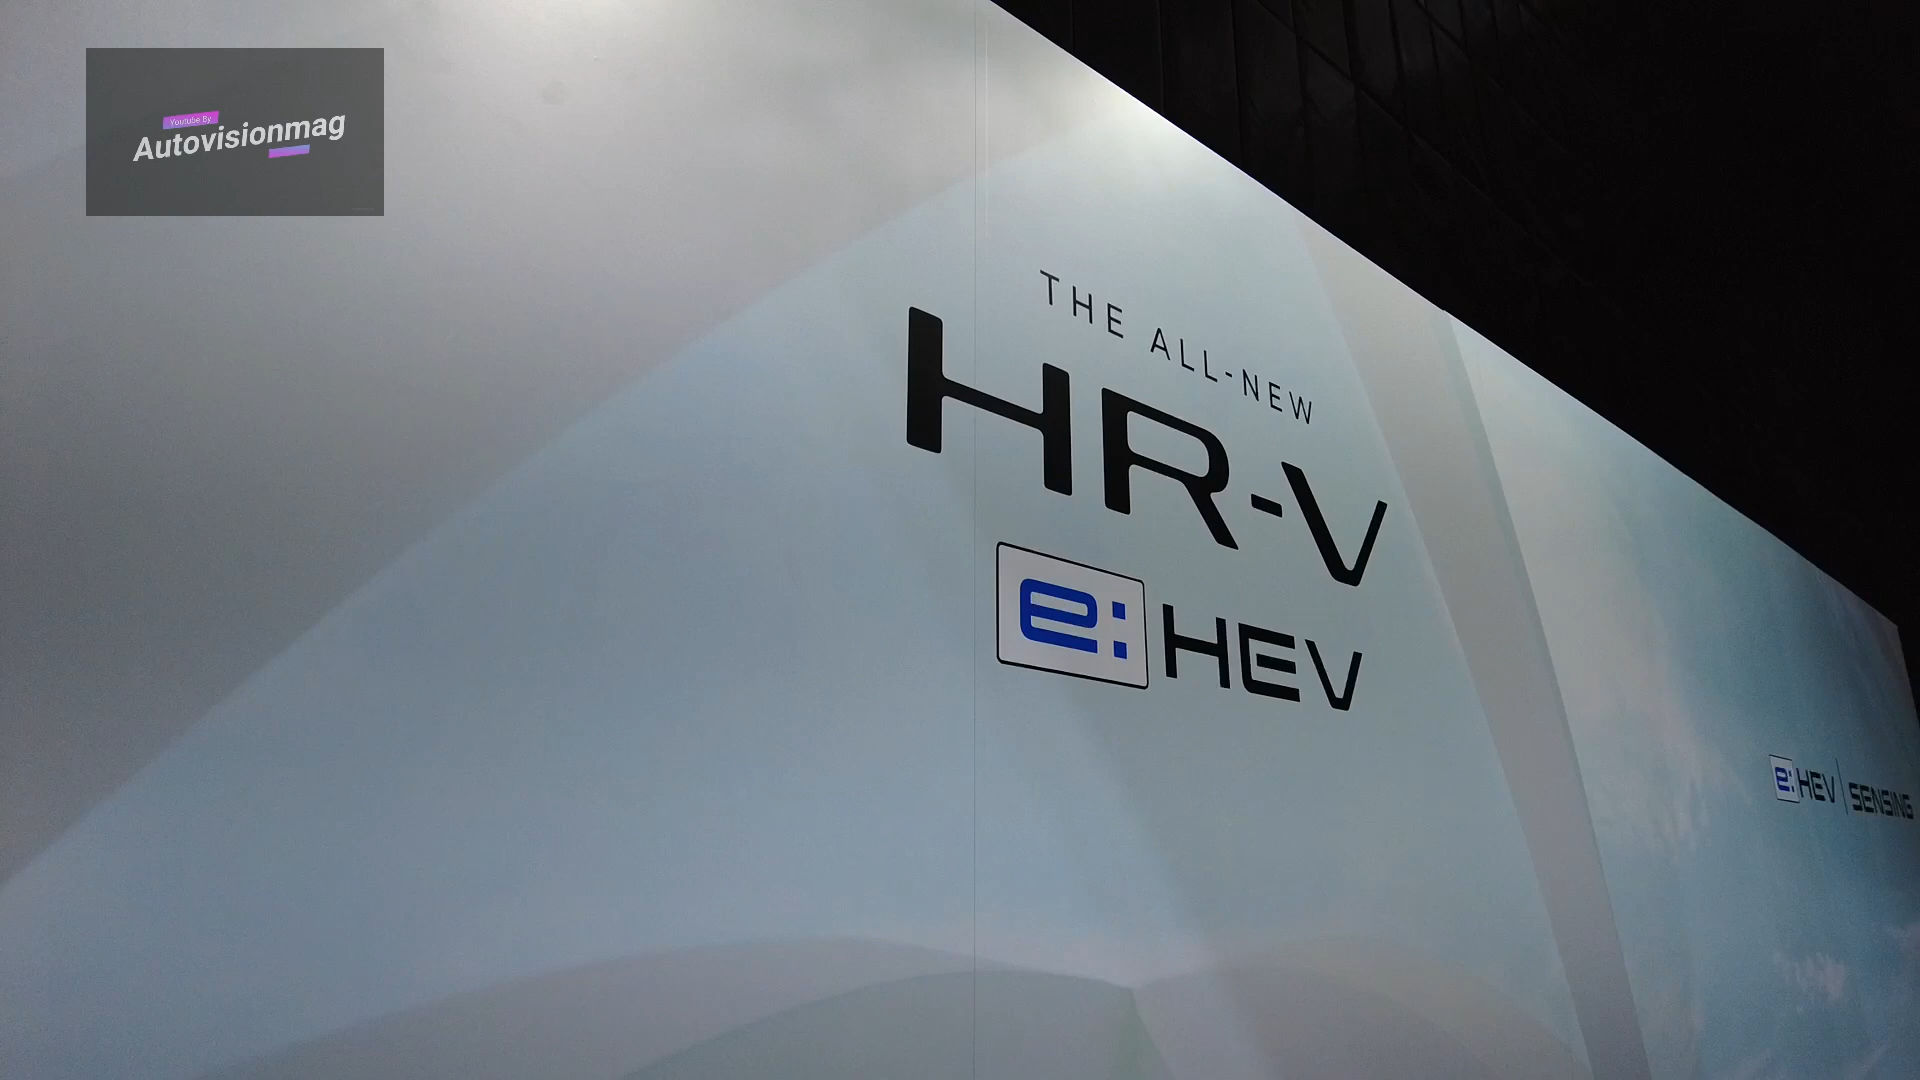 Youtube By
Autovisionmag
THE ALL-NEW
HR-V
e:HEV
e:HEV | SENSING